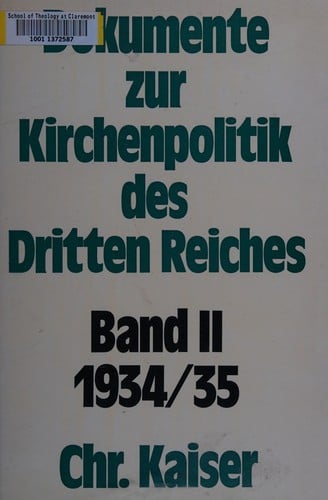 School of Theology at Claremont
1001 1372587
Dokumente
zur
Kirchenpolitik
des
Dritten Reiches
Band II
1934/35
Chr. Kaiser